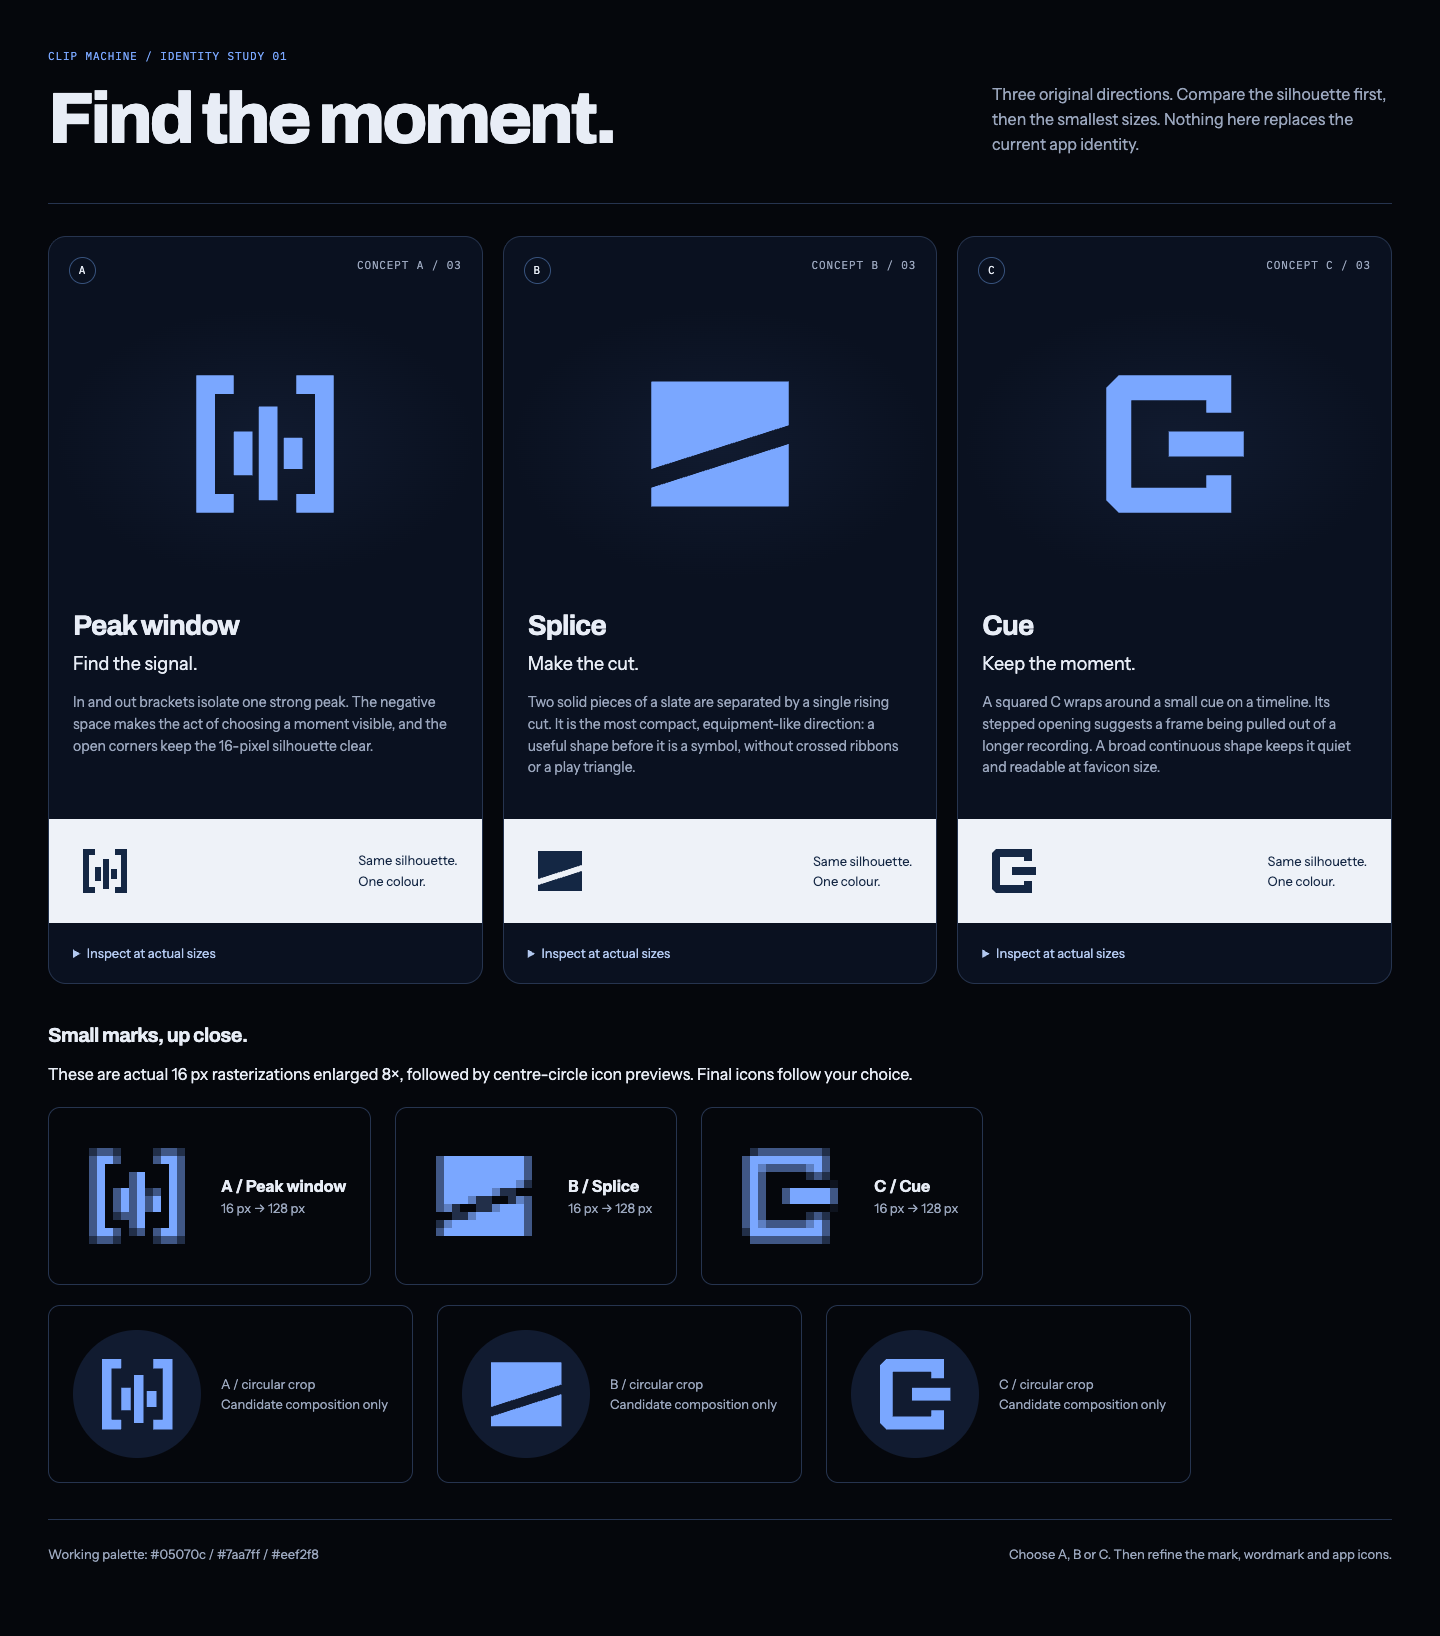 CLIP MACHINE / IDENTITY STUDY 01
Find the moment.
Three original directions. Compare the silhouette first,
then the smallest sizes. Nothing here replaces the
current app identity.
A
CONCEPT A / 03
Peak window
Find the signal.
In and out brackets isolate one strong peak. The negative
space makes the act of choosing a moment visible, and the
open corners keep the 16-pixel silhouette clear.
Same silhouette.
One colour.
▶ Inspect at actual sizes
B
CONCEPT B / 03
Splice
Make the cut.
Two solid pieces of a slate are separated by a single rising
cut. It is the most compact, equipment-like direction: a
useful shape before it is a symbol, without crossed ribbons
or a play triangle.
Same silhouette.
One colour.
▶ Inspect at actual sizes
C
CONCEPT C / 03
Cue
Keep the moment.
A squared C wraps around a small cue on a timeline. Its
stepped opening suggests a frame being pulled out of a
longer recording. A broad continuous shape keeps it quiet
and readable at favicon size.
Same silhouette.
One colour.
▶ Inspect at actual sizes
Small marks, up close.
These are actual 16 px rasterizations enlarged 8×, followed by centre-circle icon previews. Final icons follow your choice.
A / Peak window
16 px → 128 px
B / Splice
16 px → 128 px
C / Cue
16 px → 128 px
A / circular crop
Candidate composition only
B / circular crop
Candidate composition only
C / circular crop
Candidate composition only
Working palette: #05070c / #7aa7ff / #eef2f8
Choose A, B or C. Then refine the mark, wordmark and app icons.